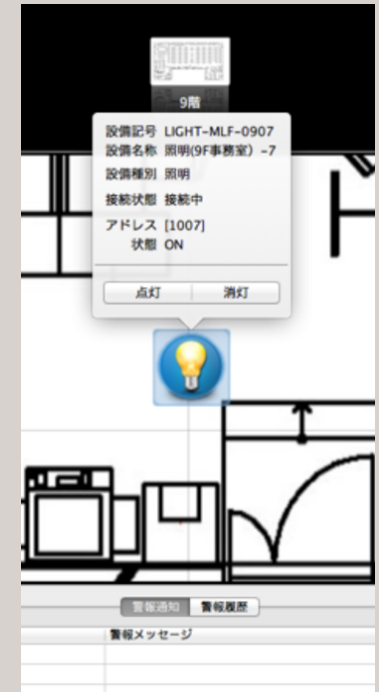 9階
設備記号 LIGHT-MLF-0907
設備名称 照明(9F事務室) -7
設備種別 照明
接続状態 接続中
アドレス [1007]
状態 ON
点灯 消灯
警報通知 警報履歴
警報メッセージ